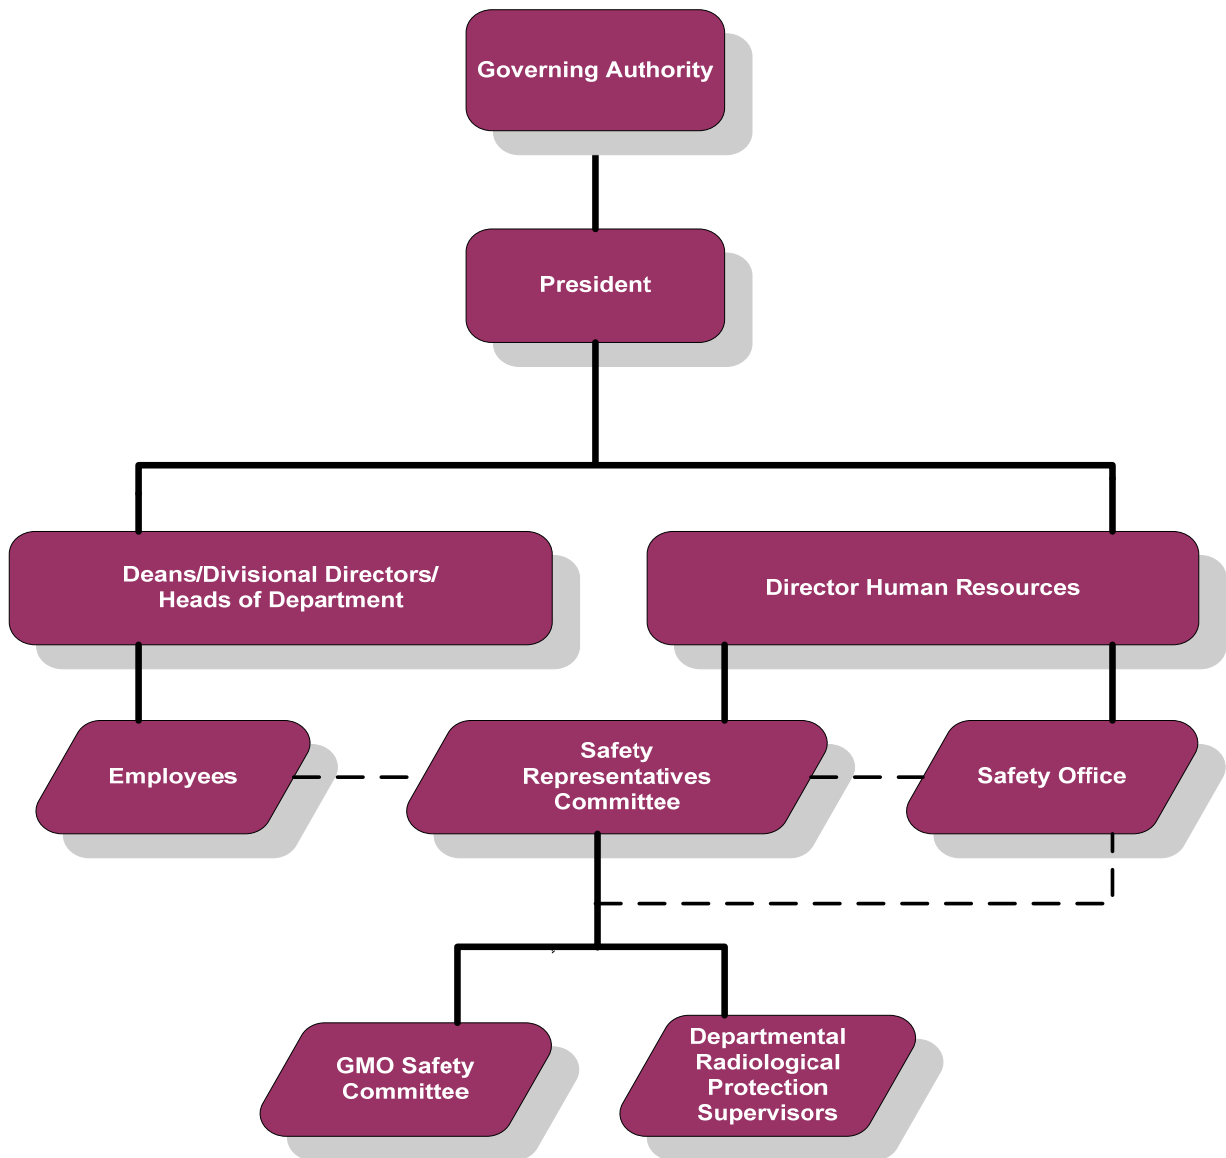 Governing Authority
President
Deans/Divisional Directors/
Heads of Department
Director Human Resources
Employees
Safety
Representatives
Committee
Safety Office
GMO Safety
Committee
Departmental
Radiological
Protection
Supervisors